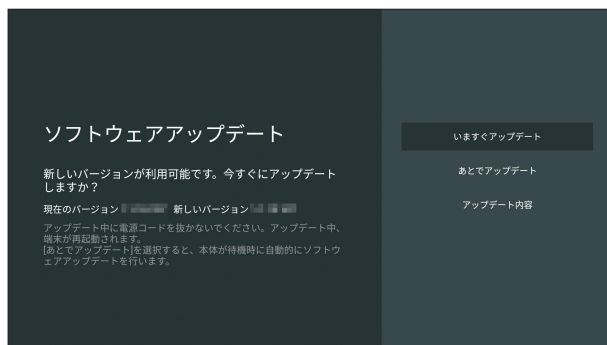 ソフトウェアアップデート
新しいバージョンが利用可能です。今すぐにアップデート
しますか？
現在のバージョン 新しいバージョン
アップデート中に電源コードを抜かないでください。アップデート中、
端末が再起動されます。
[あとでアップデート]を選択すると、本体が待機時に自動的にソフトウ
ェアアップデートを行います。
いますぐアップデート
あとでアップデート
アップデート内容